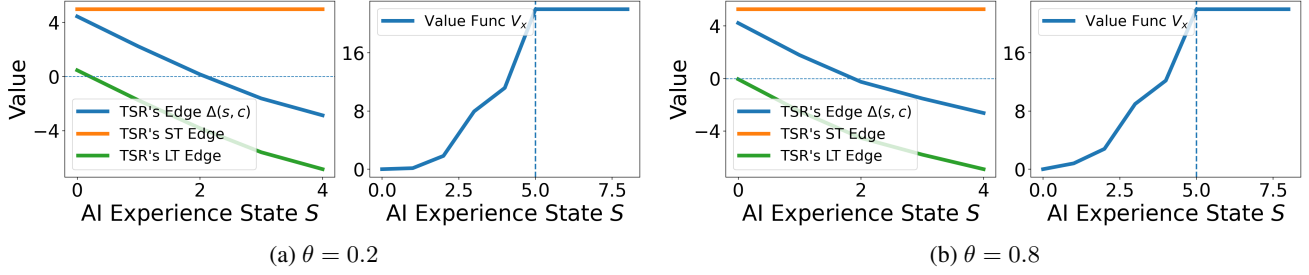 Value
4
0
−4
TSR's Edge Δ(s, c)
TSR's ST Edge
TSR's LT Edge
0 2 4
AI Experience State S
16
8
0
Value Func Vₓ
0.0 2.5 5.0 7.5
AI Experience State S
(a) θ = 0.2
Value
4
0
−4
TSR's Edge Δ(s, c)
TSR's ST Edge
TSR's LT Edge
0 2 4
AI Experience State S
16
8
0
Value Func Vₓ
0.0 2.5 5.0 7.5
AI Experience State S
(b) θ = 0.8